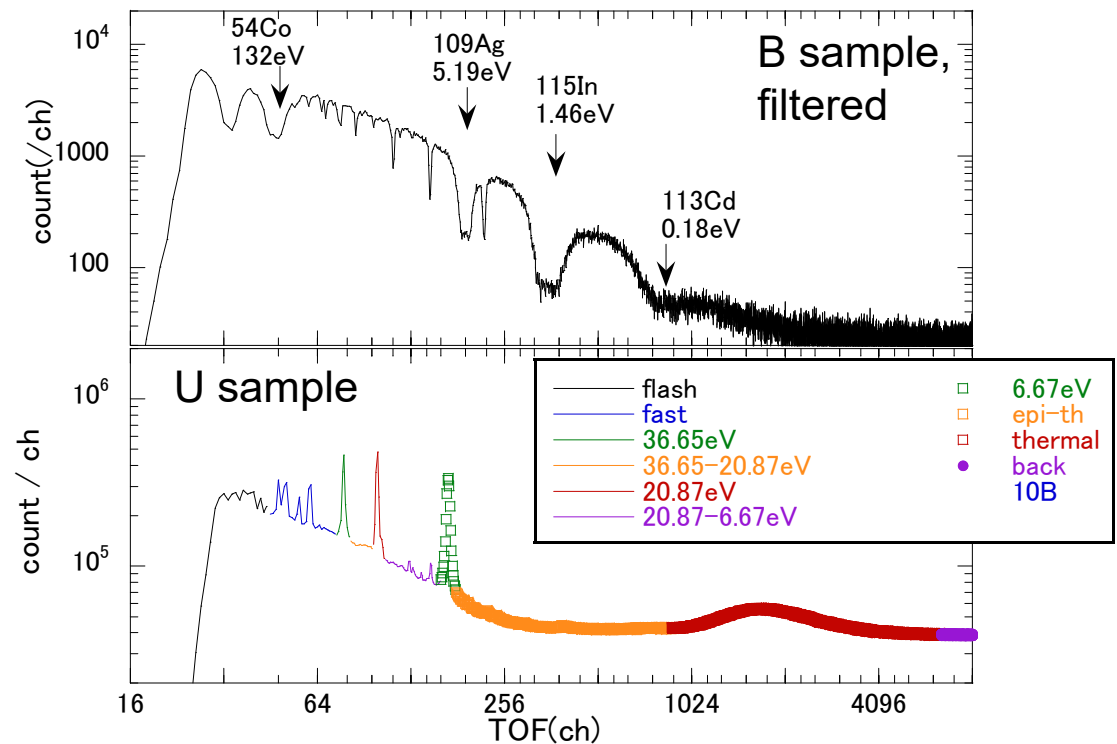 10^4
1000
100
count(/ch)
54Co
132eV
109Ag
5.19eV
115In
1.46eV
113Cd
0.18eV
B sample,
filtered
10^6
10^5
count / ch
U sample
flash
fast
36.65eV
36.65-20.87eV
20.87eV
20.87-6.67eV
6.67eV
epi-th
thermal
back
10B
16
64
256
1024
4096
TOF(ch)